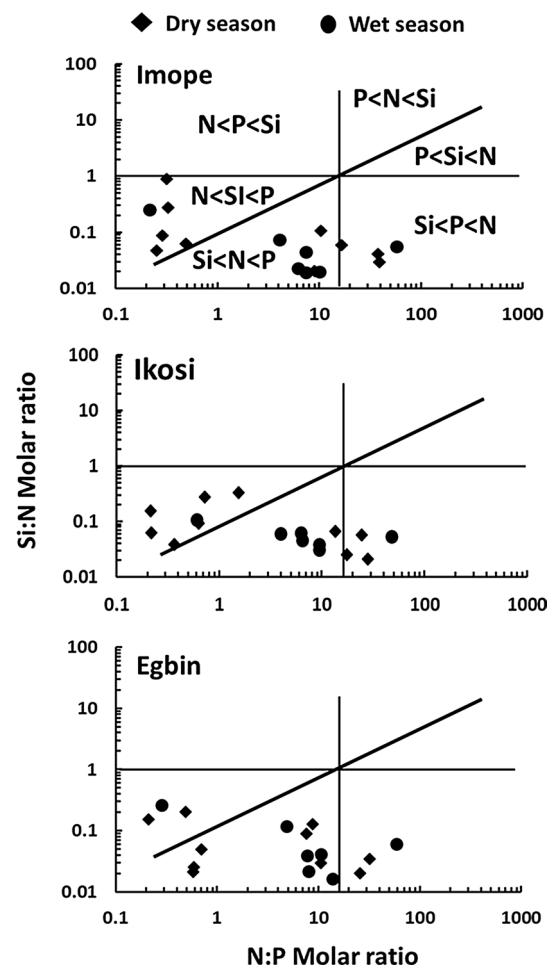 Dry season Wet season
100
Imope
P<N<Si
N<P<Si
10
P<Si<N
1
N<SI<P
Si<P<N
0.1
Si<N<P
0.01
0.1 1 10 100 1000
100
Ikosi
10
1
0.1
0.01
0.1 1 10 100 1000
Si:N Molar ratio
100
Egbin
10
1
0.1
0.01
0.1 1 10 100 1000
N:P Molar ratio